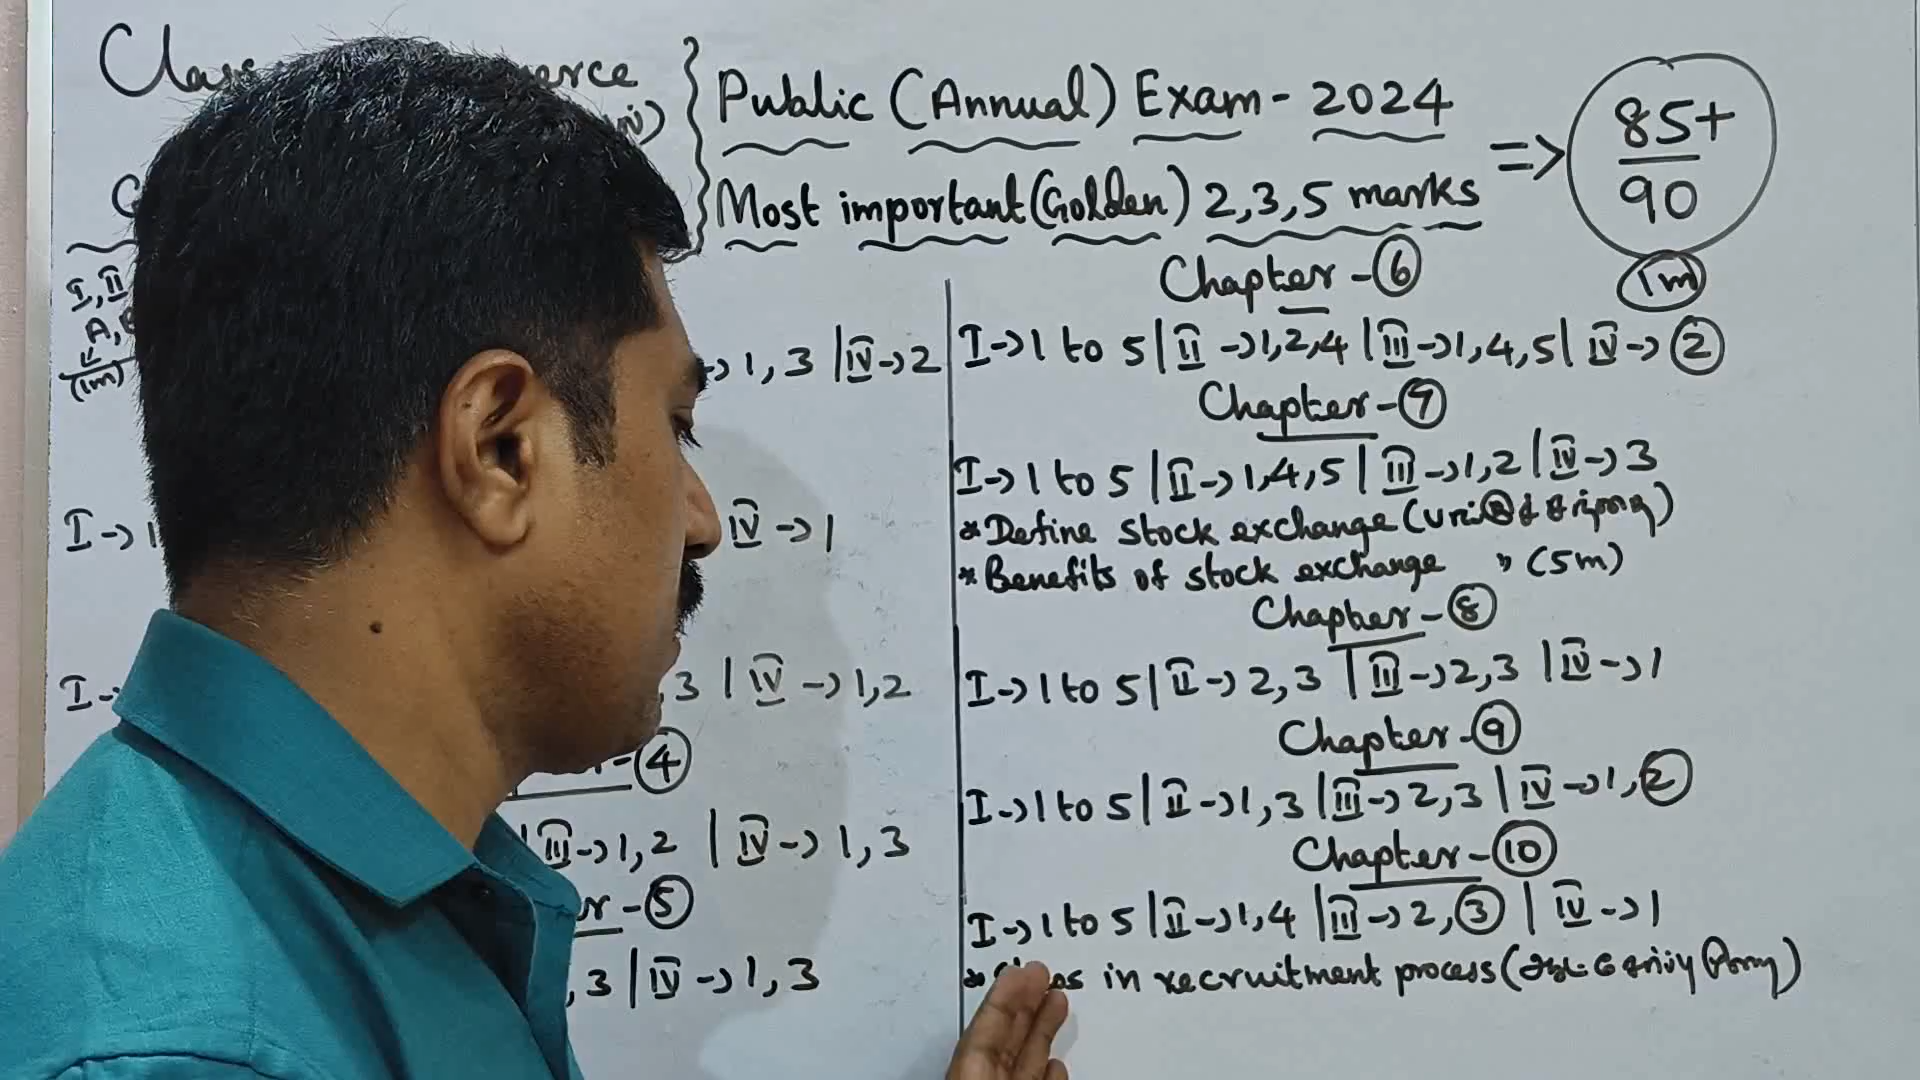 Public (Annual) Exam - 2024
Most important (Golden) 2,3,5 marks
=> 85+
90
1m
I, II
(1m)
1, 3 | IV -> 2
I -> 1
IV -> 1
I ->
, 3 | IV -> 1, 2
- 4
III -> 1, 2 | IV -> 1, 3
- 5
, 3 | IV -> 1, 3
Chapter - 6
I -> 1 to 5 | II -> 1,2,4 | III -> 1,4,5 | IV -> 2
Chapter - 7
I -> 1 to 5 | II -> 1,4,5 | III -> 1,2 | IV -> 3
* Define stock exchange
* Benefits of stock exchange " (5m)
Chapter - 8
I -> 1 to 5 | II -> 2,3 | III -> 2,3 | IV -> 1
Chapter - 9
I -> 1 to 5 | II -> 1,3 | III -> 2,3 | IV -> 1,2
Chapter - 10
I -> 1 to 5 | II -> 1,4 | III -> 2,3 | IV -> 1
* in recruitment process